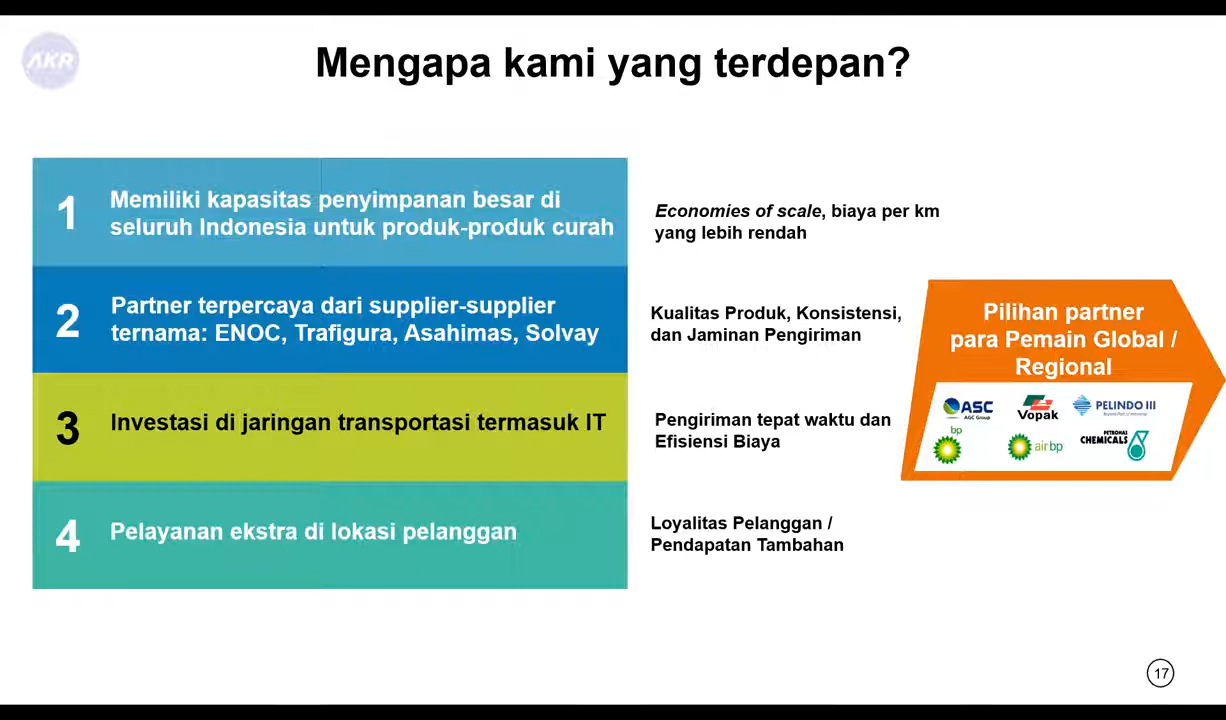 AKR
Mengapa kami yang terdepan?
1
Memiliki kapasitas penyimpanan besar di
seluruh Indonesia untuk produk-produk curah
Economies of scale, biaya per km
yang lebih rendah
2
Partner terpercaya dari supplier-supplier
ternama: ENOC, Trafigura, Asahimas, Solvay
Kualitas Produk, Konsistensi,
dan Jaminan Pengiriman
3
Investasi di jaringan transportasi termasuk IT
Pengiriman tepat waktu dan
Efisiensi Biaya
4
Pelayanan ekstra di lokasi pelanggan
Loyalitas Pelanggan /
Pendapatan Tambahan
Pilihan partner
para Pemain Global /
Regional
ASC
AGC Group
Vopak
PELINDO III
bp
air bp
PETRONAS
CHEMICALS
17